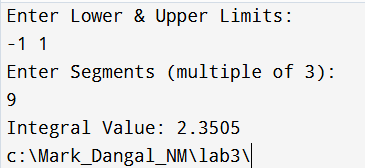 Enter Lower & Upper Limits:
-1 1
Enter Segments (multiple of 3):
9
Integral Value: 2.3505
c:\Mark_Dangal_NM\lab3\